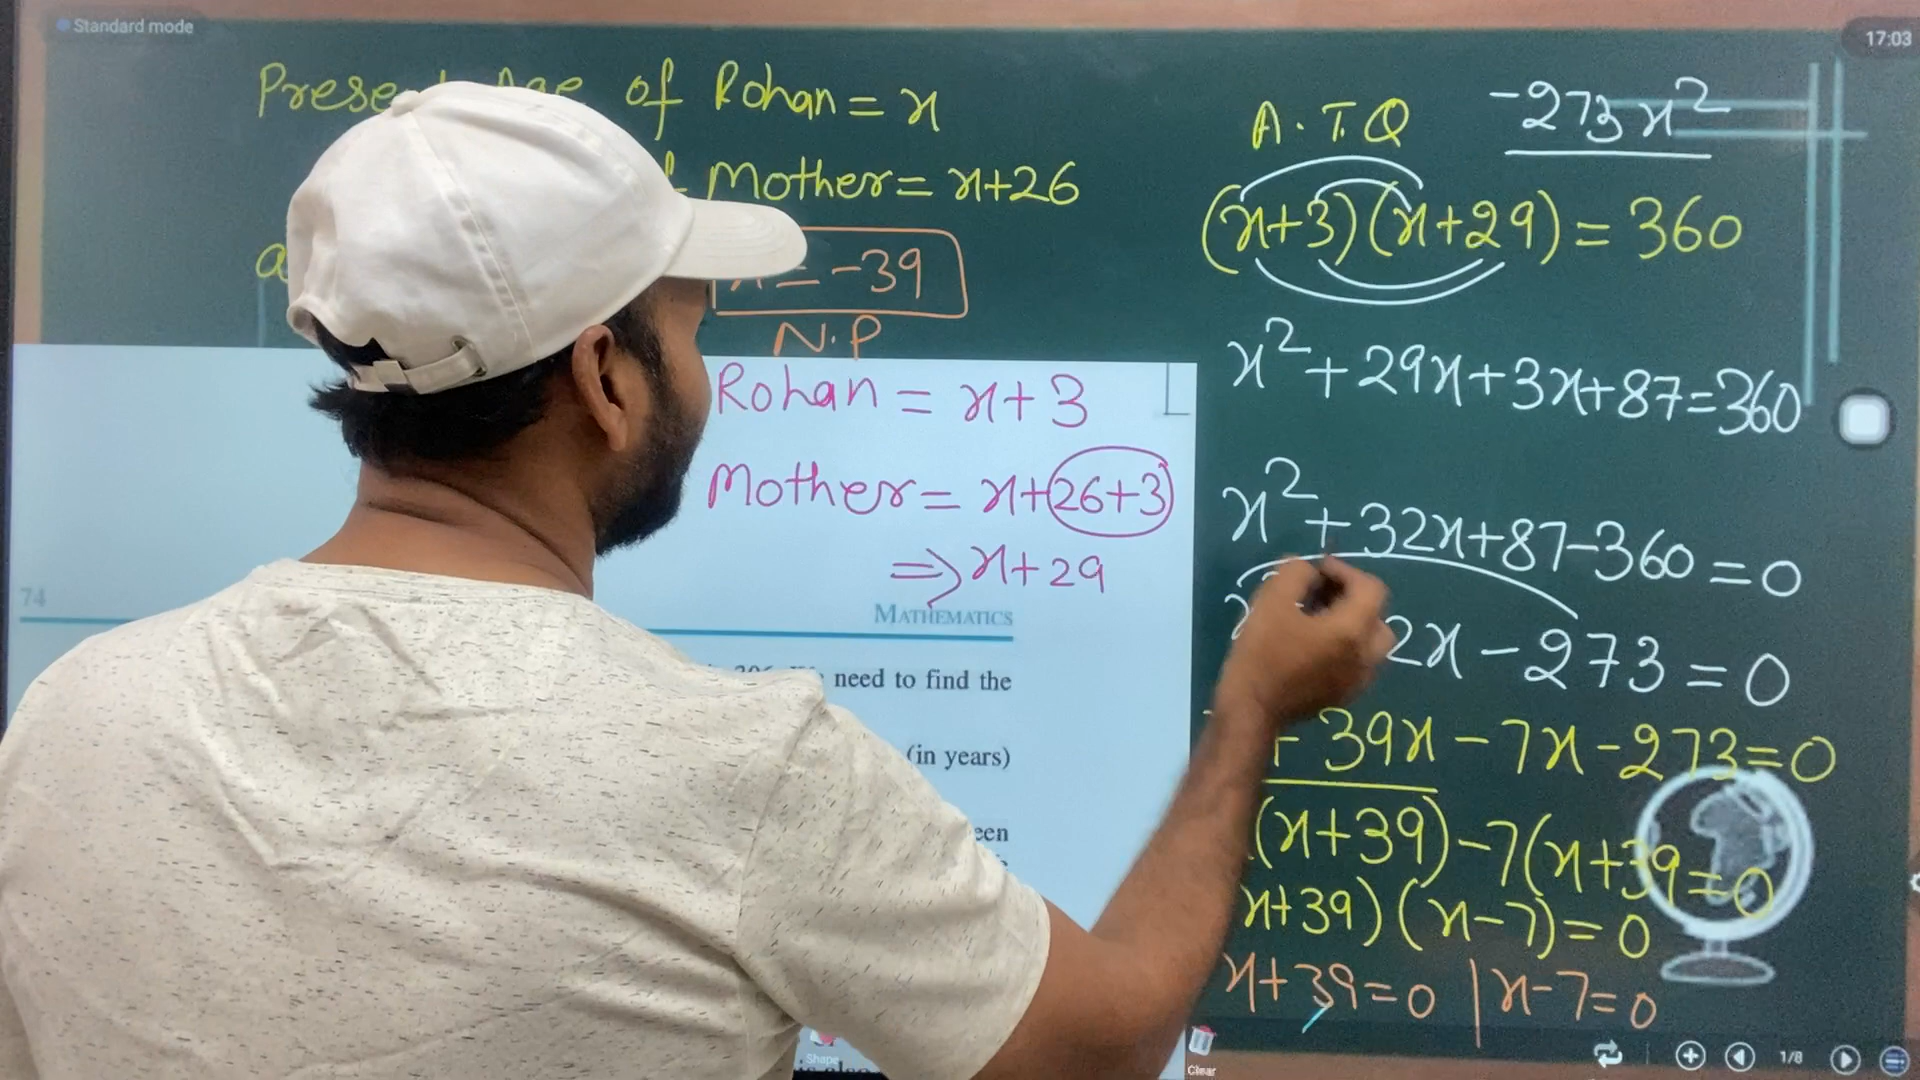 Standard mode
17:03
Present Age of Rohan = x
Mother = x+26
x = -39
N.P
Rohan = x+3
Mother = x+26+3
⇒ x+29
74
MATHEMATICS
need to find the
(in years)
A.T.Q
-273x²
(x+3)(x+29) = 360
x²+29x+3x+87=360
x²+32x+87-360=0
2x-273=0
+39x-7x-273=0
(x+39)-7(x+39=0
x+39)(x-7)=0
x+39=0 | x-7=0
Shape
Clear
1/8